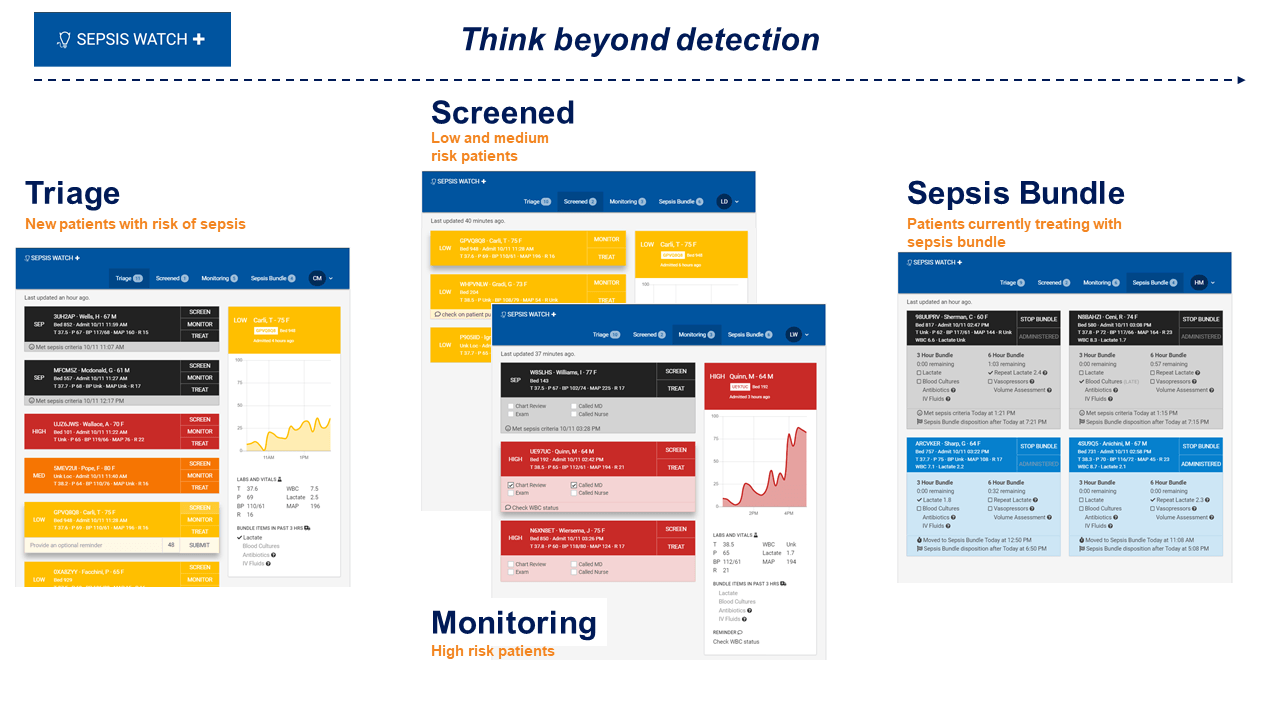 SEPSIS WATCH
Think beyond detection
Triage
New patients with risk of sepsis
SEPSIS WATCH
Triage 11 Screened 1 Monitoring 5 Sepsis Bundle 4 CM
Last updated an hour ago.
SEP
3UH2AP · Wella, H · 67 M
Bed 852 · Admit 10/11 11:59 AM
T 37.5 · P 67 · BP 117/68 · MAP 160 · R 15
SCREEN
MONITOR
TREAT
Met sepsis criteria 10/11 11:07 AM
SEP
MFCM5Z · Mcdonald, G · 61 M
Bed 557 · Admit 10/11 11:27 AM
T 37.7 · P 68 · BP Unk · MAP Unk · R 17
SCREEN
MONITOR
TREAT
Met sepsis criteria 10/11 12:17 PM
HIGH
UJZ6JWS · Wallace, A · 70 F
Bed 101 · Admit 10/11 11:22 AM
T Unk · P 65 · BP 119/66 · MAP 76 · R 22
SCREEN
MONITOR
TREAT
MED
SMEV2UI · Pope, F · 80 F
Unk Loc · Admit 10/11 11:40 AM
T 38.2 · P 64 · BP 110/66 · MAP 206 · R 16
SCREEN
MONITOR
TREAT
LOW
GPVQ8Q8 · Carli, T · 75 F
Bed 948 · Admit 10/11 11:28 AM
T 37.6 · P 69 · BP 110/61 · MAP 196 · R 16
SCREEN
MONITOR
TREAT
Provide an optional reminder 48 SUBMIT
LOW
Bed 926
SCREEN
MONITOR
TREAT
LOW Carli, T - 75 F
GPVQ8Q8 Bed 948
Admitted 4 hours ago
100
75
50
25
0
11AM 1PM
LABS AND VITALS
T 37.6 WBC 7.5
P 69 Lactate 2.5
BP 110/61 MAP 196
R 16
BUNDLE ITEMS IN PAST 3 HRS
Lactate
Blood Cultures
Antibiotics
IV Fluids
Screened
Low and medium
risk patients
SEPSIS WATCH
Triage 10 Screened 3 Monitoring Sepsis Bundle LD
Last updated 40 minutes ago.
LOW
GPVQ8Q8 · Carli, T · 75 F
Bed 948 · Admit 10/11 11:28 AM
T 37.6 · P 69 · BP 110/61 · MAP 196 · R 16
MONITOR
TREAT
LOW
WHPVNLW · Gradi, G · 73 F
Bed 204
MONITOR
TREAT
check on patient
LOW
Unk Loc
LOW Carli, T - 75 F
GPVQ8Q8 Bed 948
Admitted 5 hours ago
100
SEPSIS WATCH
Triage 10 Screened Monitoring Sepsis Bundle LW
Last updated 37 minutes ago.
SEP
W8SLHS · Williams, I · 77 F
Bed 143
T 37.5 · P 67 · BP 102/74 · MAP 225 · R 17
SCREEN
TREAT
Chart Review Called MD
Exam Called Nurse
Met sepsis criteria 10/11 03:28 PM
HIGH
UE97UC · Quinn, M · 64 M
Bed 192 · Admit 10/11 02:42 PM
T 38.5 · P 65 · BP 112/61 · MAP 194 · R 21
SCREEN
TREAT
Chart Review Called MD
Exam Called Nurse
Check WBC status
HIGH
N6XN8ET · Wiersema, J · 75 F
Bed 850 · Admit 10/11 03:26 PM
T 37.8 · P 60 · BP 118/80 · MAP 124 · R 17
SCREEN
TREAT
Chart Review Called MD
Exam Called Nurse
HIGH Quinn, M - 64 M
UE97UC Bed 192
Admitted 3 hours ago
100
75
50
25
0
2PM 4PM
LABS AND VITALS
T 38.5 WBC Unk
P 65 Lactate 1.7
BP 112/61 MAP 194
R 21
BUNDLE ITEMS IN PAST 3 HRS
Lactate
Blood Cultures
Antibiotics
IV Fluids
REMINDER
Check WBC status
Monitoring
High risk patients
Sepsis Bundle
Patients currently treating with
sepsis bundle
SEPSIS WATCH
Triage Screened Monitoring Sepsis Bundle HM
Last updated an hour ago.
9BUUPRV · Sherman, C · 60 F
Bed 817 · Admit 10/11 02:47 PM
T Unk · P 62 · BP 117/61 · MAP 144 · R Unk
WBC 6.6 · Lactate Unk
STOP BUNDLE
ADMINISTERED
3 Hour Bundle 6 Hour Bundle
0:00 remaining 1:03 remaining
Lactate Repeat Lactate 2.4
Blood Cultures Vasopressors
Antibiotics Volume Assessment
IV Fluids
Met sepsis criteria Today at 1:21 PM
Sepsis Bundle disposition after Today at 7:21 PM
N8BAHZI · Ceni, R · 74 F
Bed 580 · Admit 10/11 03:08 PM
T 37.5 · P 72 · BP 116/67 · MAP 164 · R 23
WBC 8.3 · Lactate 1.7
STOP BUNDLE
ADMINISTERED
3 Hour Bundle 6 Hour Bundle
0:00 remaining 0:57 remaining
Lactate Repeat Lactate
Blood Cultures (LATE) Vasopressors
Antibiotics Volume Assessment
IV Fluids
Met sepsis criteria Today at 1:15 PM
Sepsis Bundle disposition after Today at 7:15 PM
ARCVKER · Sharp, G · 64 F
Bed 757 · Admit 10/11 03:22 PM
T 37.7 · P 75 · BP 118/66 · MAP 108 · R 17
WBC 7.1 · Lactate 2.2
STOP BUNDLE
ADMINISTERED
3 Hour Bundle 6 Hour Bundle
0:00 remaining 0:32 remaining
Lactate 1.8 Repeat Lactate
Blood Cultures Vasopressors
Antibiotics Volume Assessment
IV Fluids
Moved to Sepsis Bundle Today at 12:50 PM
Sepsis Bundle disposition after Today at 6:50 PM
4SU9Q5 · Anichini, M · 67 M
Bed 731 · Admit 10/11 02:58 PM
T 38.3 · P 70 · BP 116/72 · MAP 45 · R 23
WBC 8.7 · Lactate 2.1
STOP BUNDLE
ADMINISTERED
3 Hour Bundle 6 Hour Bundle
0:00 remaining 0:00 remaining
Lactate Repeat Lactate 2.3
Blood Cultures Vasopressors
Antibiotics Volume Assessment
IV Fluids
Moved to Sepsis Bundle Today at 11:08 AM
Sepsis Bundle disposition after Today at 5:08 PM